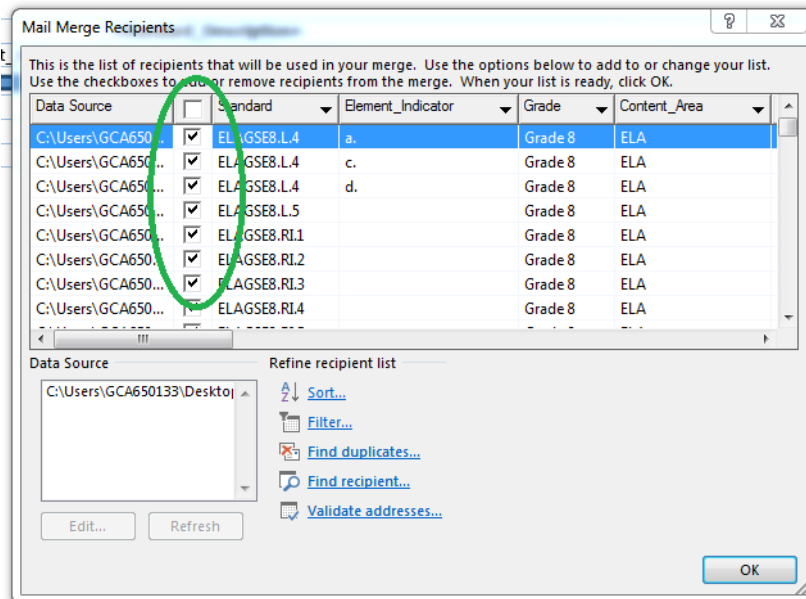 Mail Merge Recipients
This is the list of recipients that will be used in your merge. Use the options below to add to or change your list.
Use the checkboxes to add or remove recipients from the merge. When your list is ready, click OK.
Data Source Standard Element_Indicator Grade Content_Area
C:\Users\GCA650... ELAGSE8.L.4 a. Grade 8 ELA
C:\Users\GCA650... ELAGSE8.L.4 c. Grade 8 ELA
C:\Users\GCA650... ELAGSE8.L.4 d. Grade 8 ELA
C:\Users\GCA650... ELAGSE8.L.5 Grade 8 ELA
C:\Users\GCA650... ELAGSE8.RI.1 Grade 8 ELA
C:\Users\GCA650... ELAGSE8.RI.2 Grade 8 ELA
C:\Users\GCA650... ELAGSE8.RI.3 Grade 8 ELA
C:\Users\GCA650... ELAGSE8.RI.4 Grade 8 ELA
Data Source Refine recipient list
C:\Users\GCA650133\Desktop
Sort...
Filter...
Find duplicates...
Find recipient...
Validate addresses...
Edit... Refresh
OK